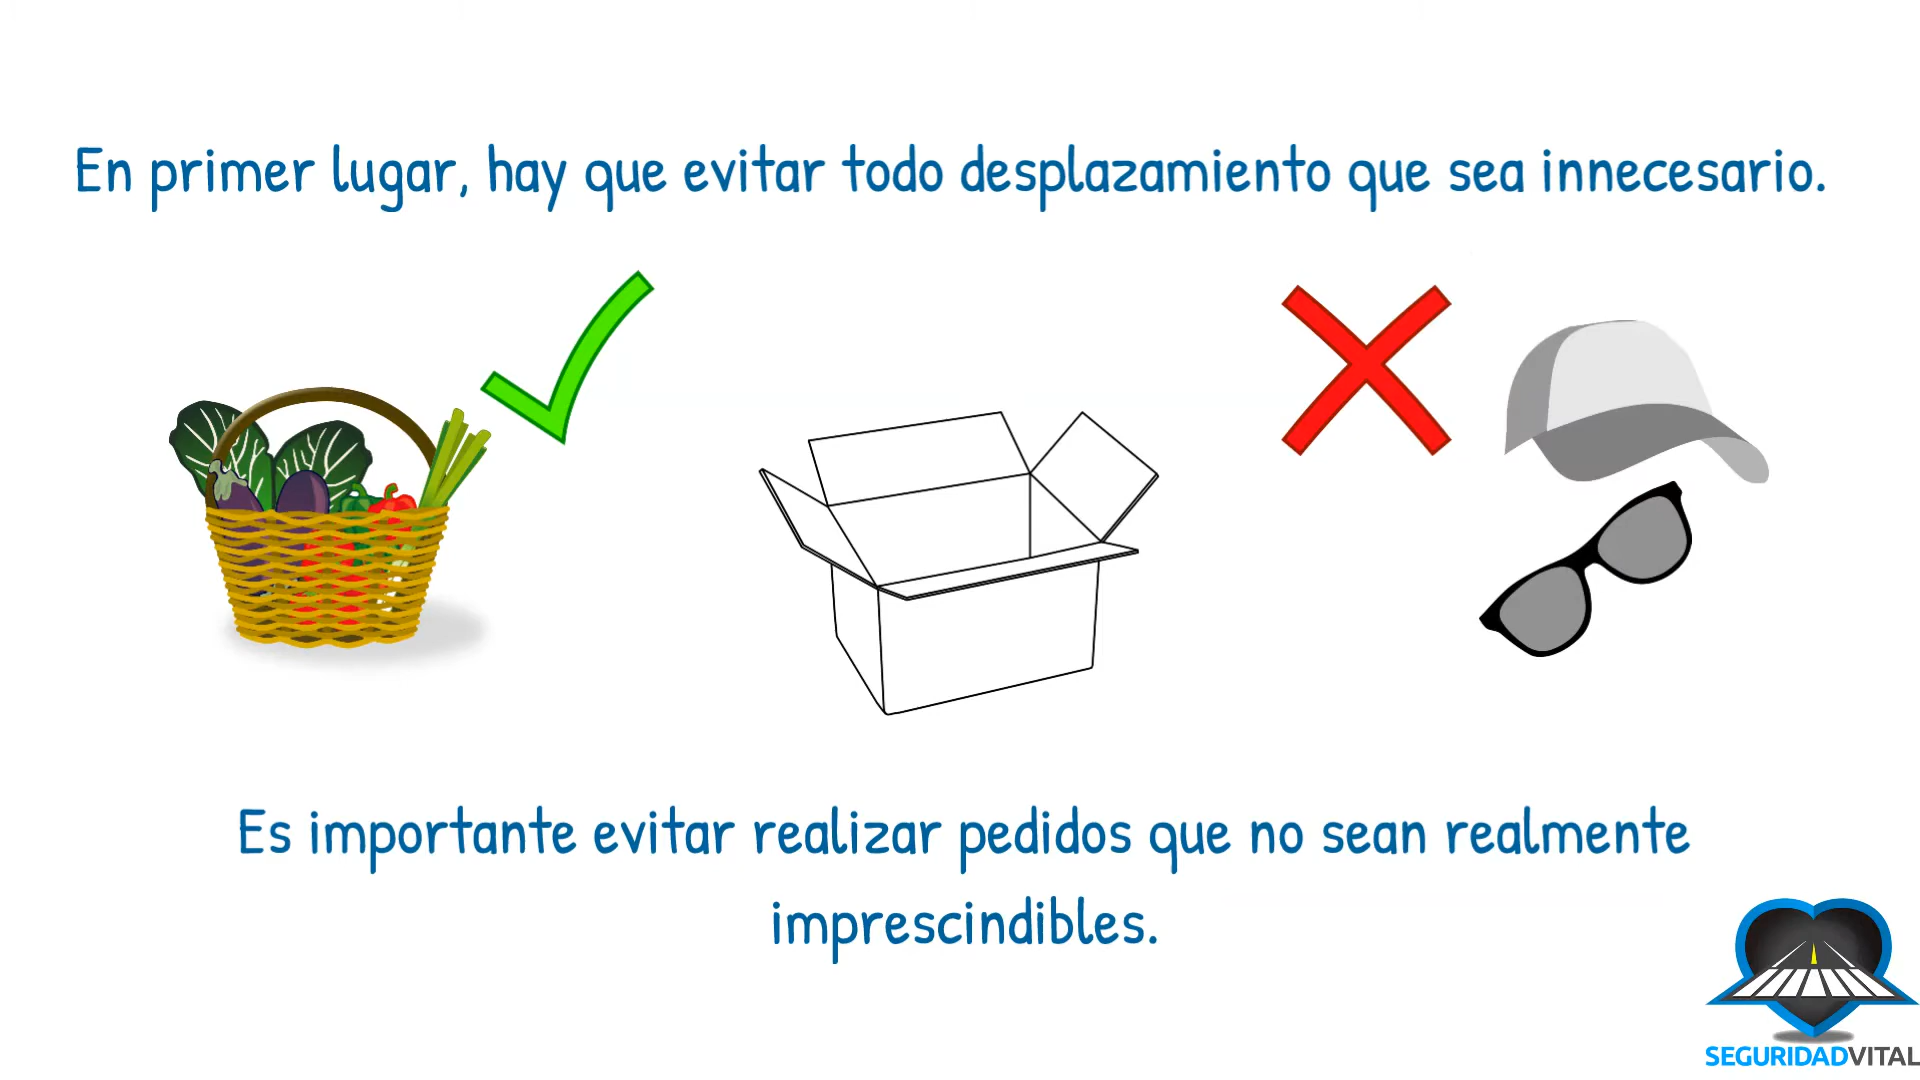 En primer lugar, hay que evitar todo desplazamiento que sea innecesario.
Es importante evitar realizar pedidos que no sean realmente
imprescindibles.
SEGURIDADVITAL